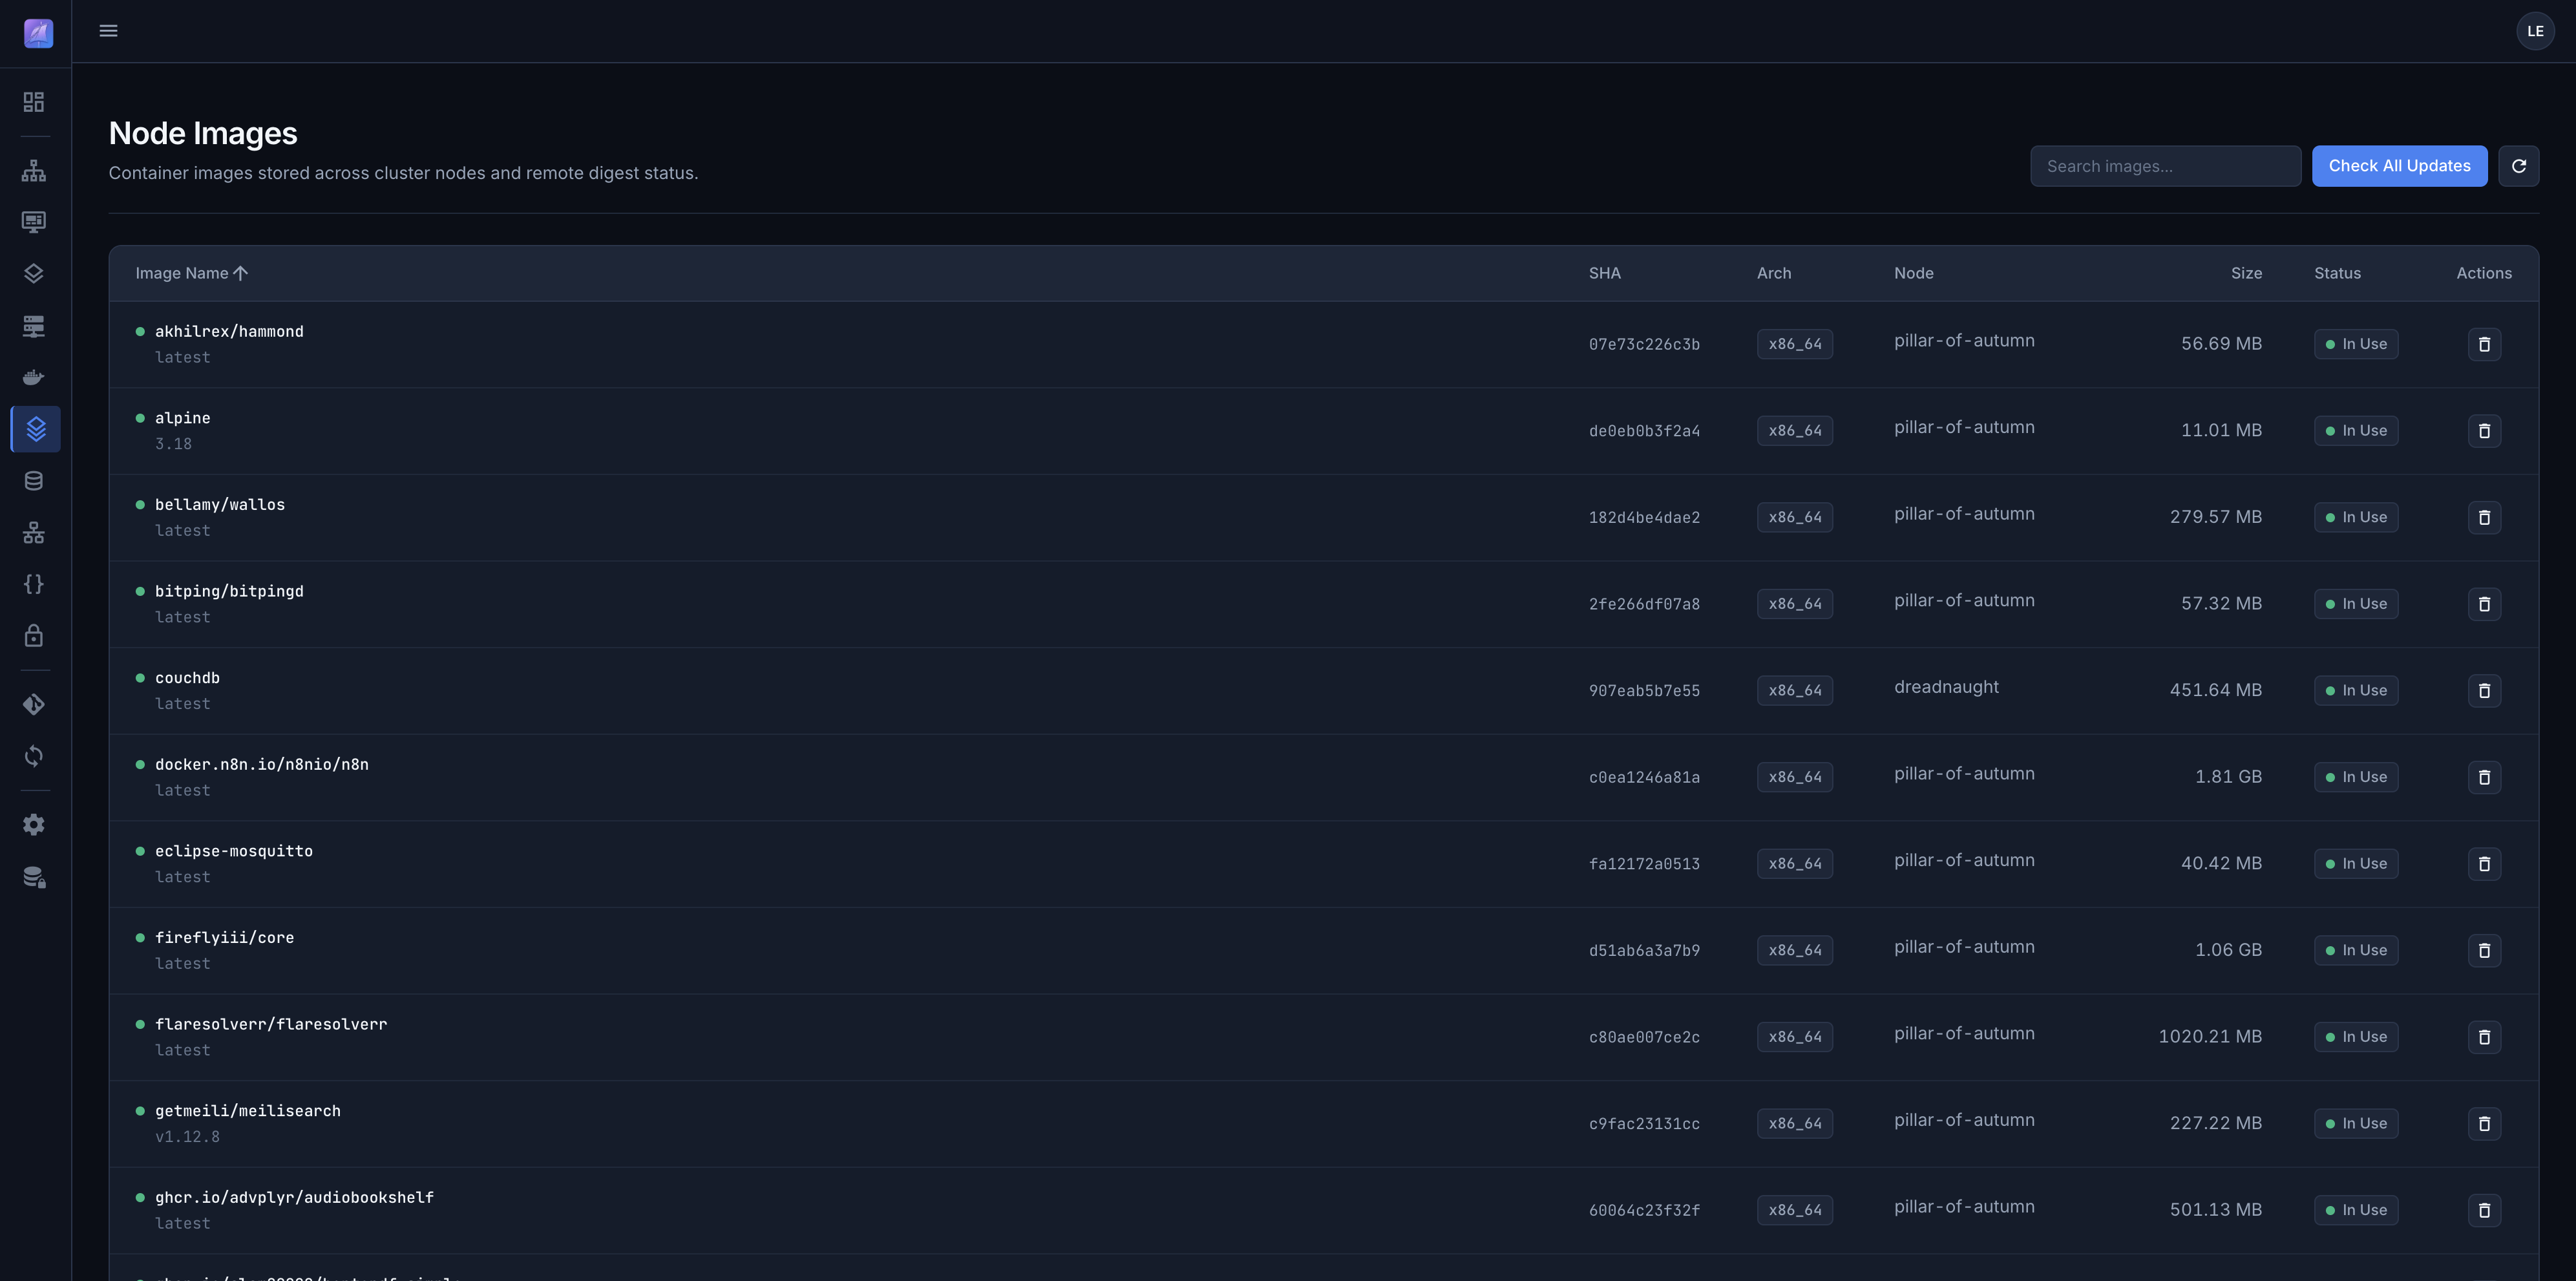 LE
Node Images
Container images stored across cluster nodes and remote digest status.
Search images...
Check All Updates
Image Name SHA Arch Node Size Status Actions
akhilrex/hammond
latest
07e73c226c3b x86_64 pillar-of-autumn 56.69 MB In Use
alpine
3.18
de0eb0b3f2a4 x86_64 pillar-of-autumn 11.01 MB In Use
bellamy/wallos
latest
182d4be4dae2 x86_64 pillar-of-autumn 279.57 MB In Use
bitping/bitpingd
latest
2fe266df07a8 x86_64 pillar-of-autumn 57.32 MB In Use
couchdb
latest
907eab5b7e55 x86_64 dreadnaught 451.64 MB In Use
docker.n8n.io/n8nio/n8n
latest
c0ea1246a81a x86_64 pillar-of-autumn 1.81 GB In Use
eclipse-mosquitto
latest
fa12172a0513 x86_64 pillar-of-autumn 40.42 MB In Use
fireflyiii/core
latest
d51ab6a3a7b9 x86_64 pillar-of-autumn 1.06 GB In Use
flaresolverr/flaresolverr
latest
c80ae007ce2c x86_64 pillar-of-autumn 1020.21 MB In Use
getmeili/meilisearch
v1.12.8
c9fac23131cc x86_64 pillar-of-autumn 227.22 MB In Use
ghcr.io/advplyr/audiobookshelf
latest
60064c23f32f x86_64 pillar-of-autumn 501.13 MB In Use